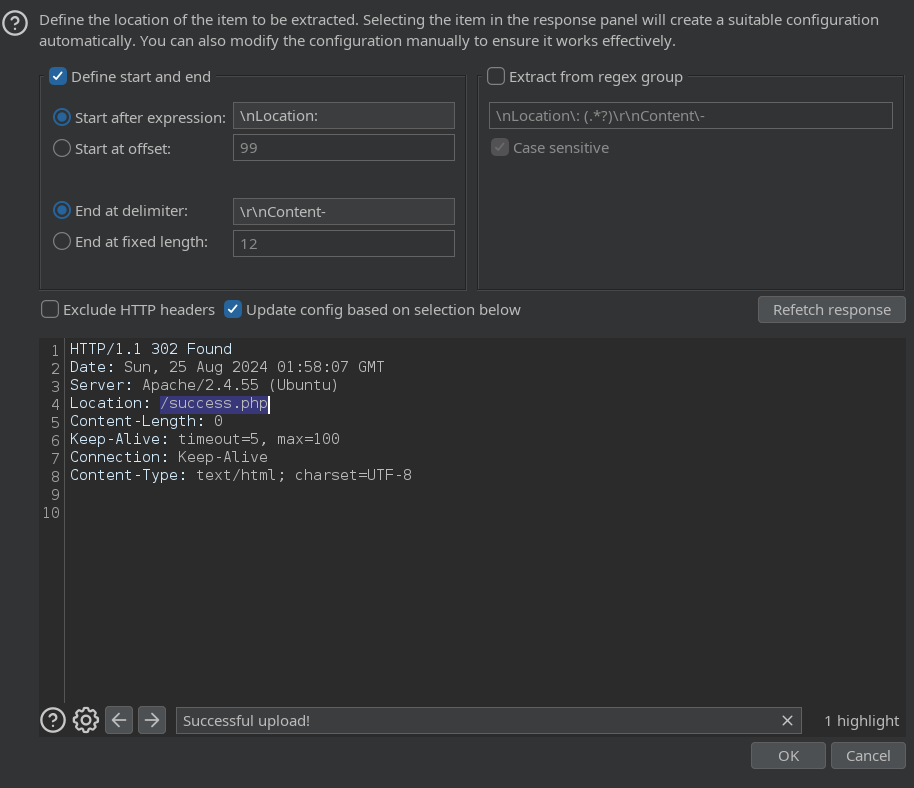 Define the location of the item to be extracted. Selecting the item in the response panel will create a suitable configuration
automatically. You can also modify the configuration manually to ensure it works effectively.
Define start and end
Start after expression: \nLocation:
Start at offset: 99
End at delimiter: \r\nContent-
End at fixed length: 12
Extract from regex group
\nLocation\: (.*?)\r\nContent\-
Case sensitive
Exclude HTTP headers Update config based on selection below Refetch response
1 HTTP/1.1 302 Found
2 Date: Sun, 25 Aug 2024 01:58:07 GMT
3 Server: Apache/2.4.55 (Ubuntu)
4 Location: /success.php
5 Content-Length: 0
6 Keep-Alive: timeout=5, max=100
7 Connection: Keep-Alive
8 Content-Type: text/html; charset=UTF-8
9
10
Successful upload! 1 highlight
OK Cancel